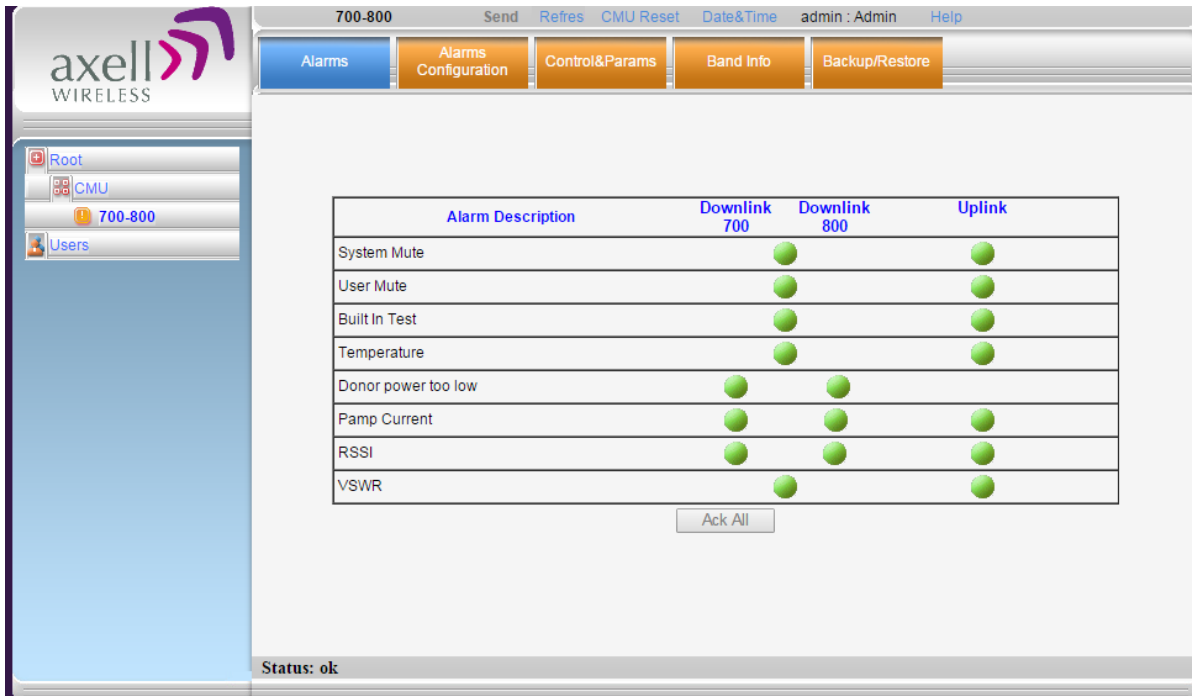 axell
WIRELESS
700-800 Send Refres CMU Reset Date&Time admin : Admin Help
Alarms
Alarms
Configuration
Control&Params
Band Info
Backup/Restore
Root
CMU
700-800
Users
Alarm Description
Downlink
700
Downlink
800
Uplink
System Mute
User Mute
Built In Test
Temperature
Donor power too low
Pamp Current
RSSI
VSWR
Ack All
Status: ok